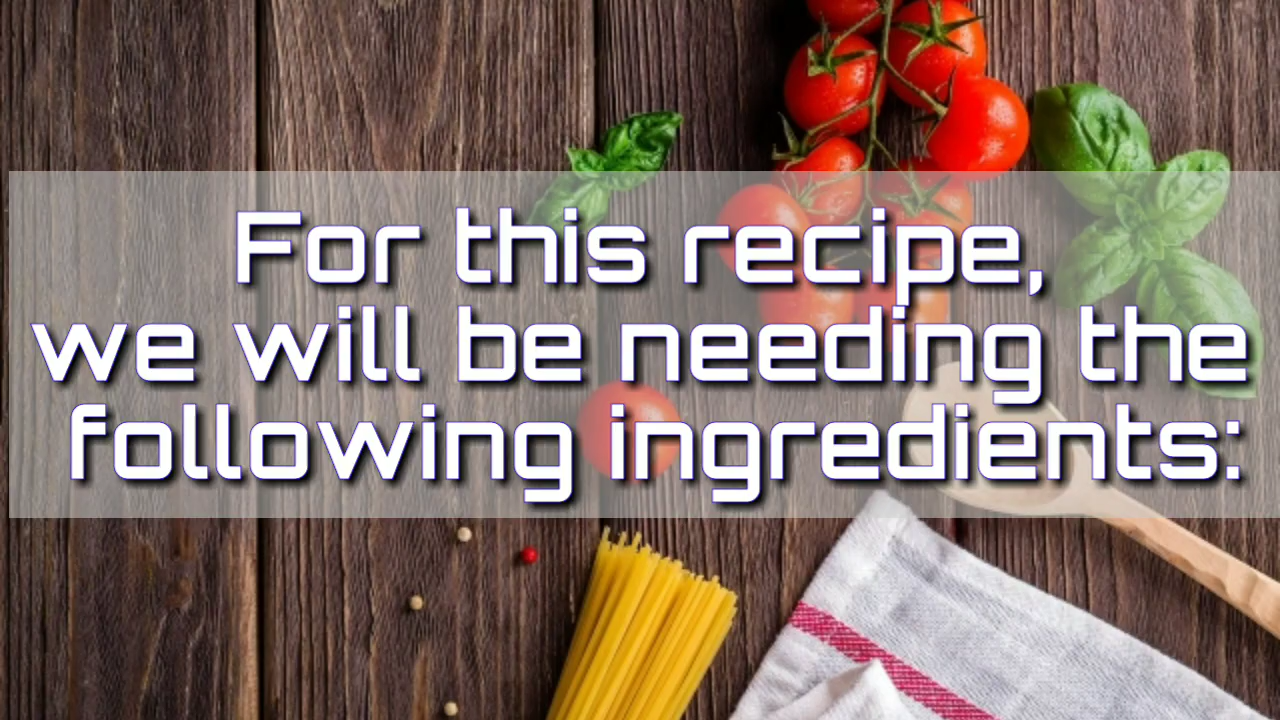 For this recipe,
we will be needing the
following ingredients: